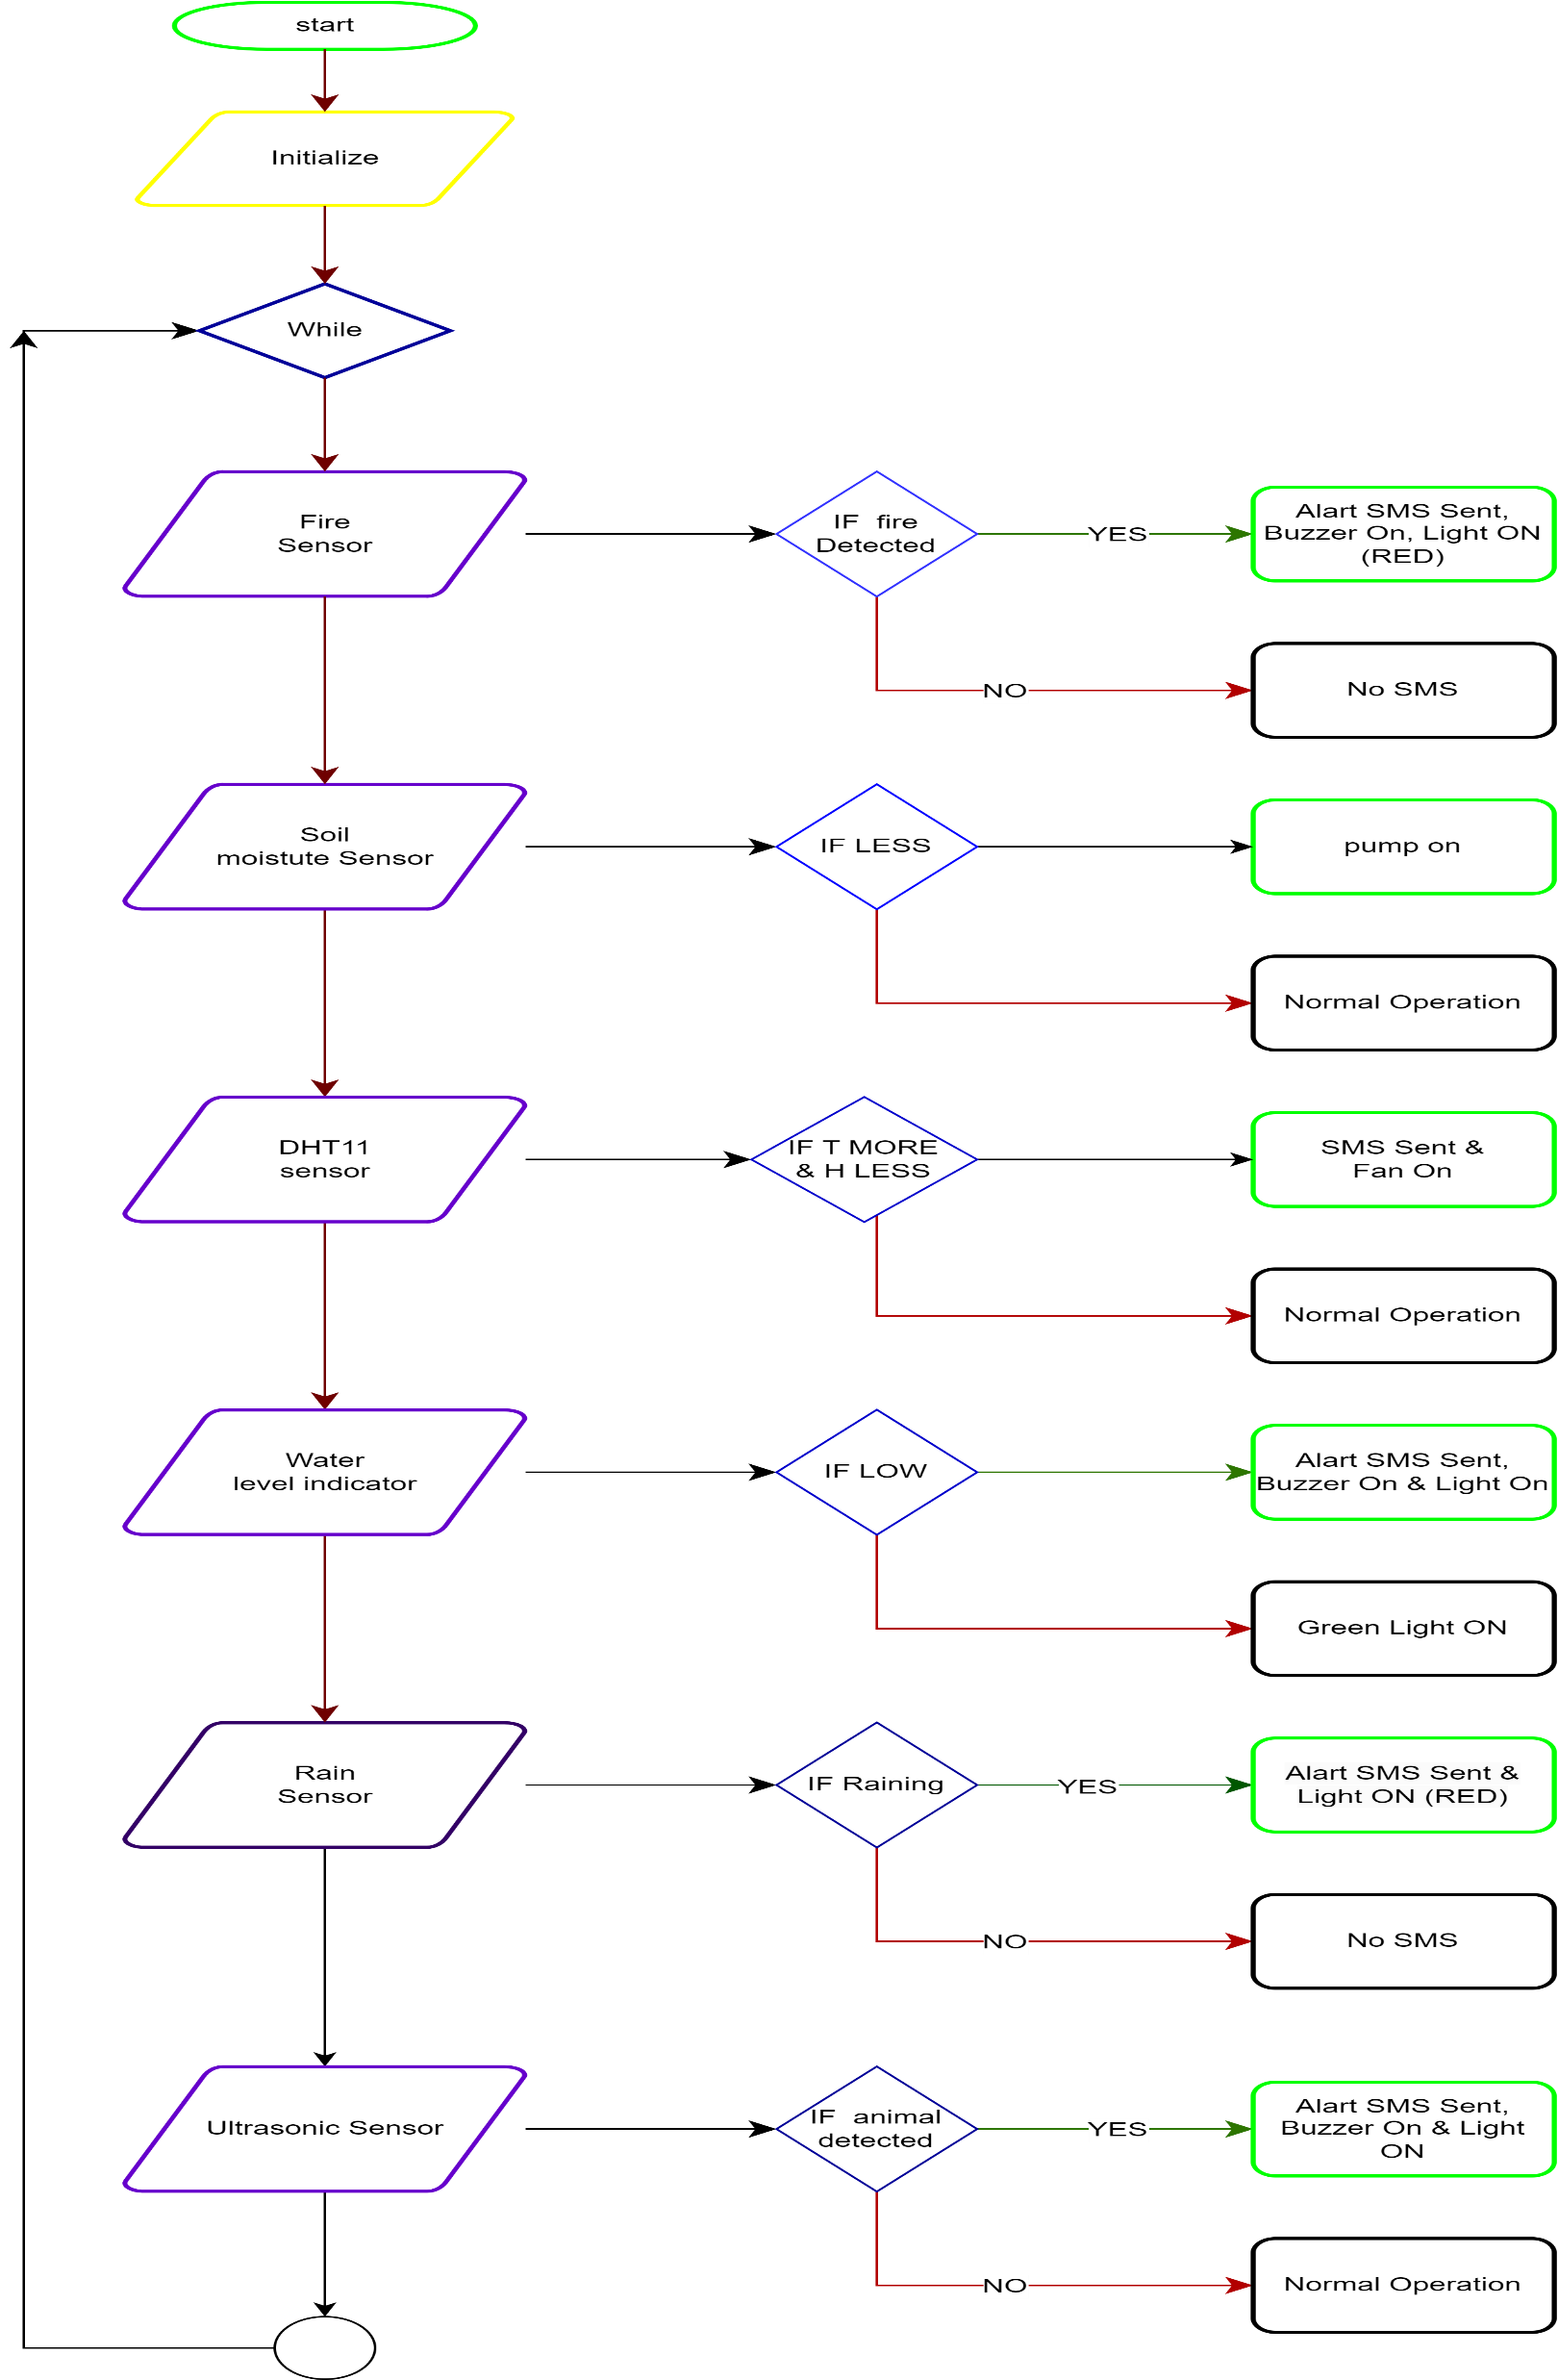 start
Initialize
While
Fire
Sensor
IF fire
Detected
YES
Alart SMS Sent,
Buzzer On, Light ON
(RED)
NO
No SMS
Soil
moistute Sensor
IF LESS
pump on
Normal Operation
DHT11
sensor
IF T MORE
& H LESS
SMS Sent &
Fan On
Normal Operation
Water
level indicator
IF LOW
Alart SMS Sent,
Buzzer On & Light On
Green Light ON
Rain
Sensor
IF Raining
YES
Alart SMS Sent &
Light ON (RED)
NO
No SMS
Ultrasonic Sensor
IF animal
detected
YES
Alart SMS Sent,
Buzzer On & Light
ON
NO
Normal Operation